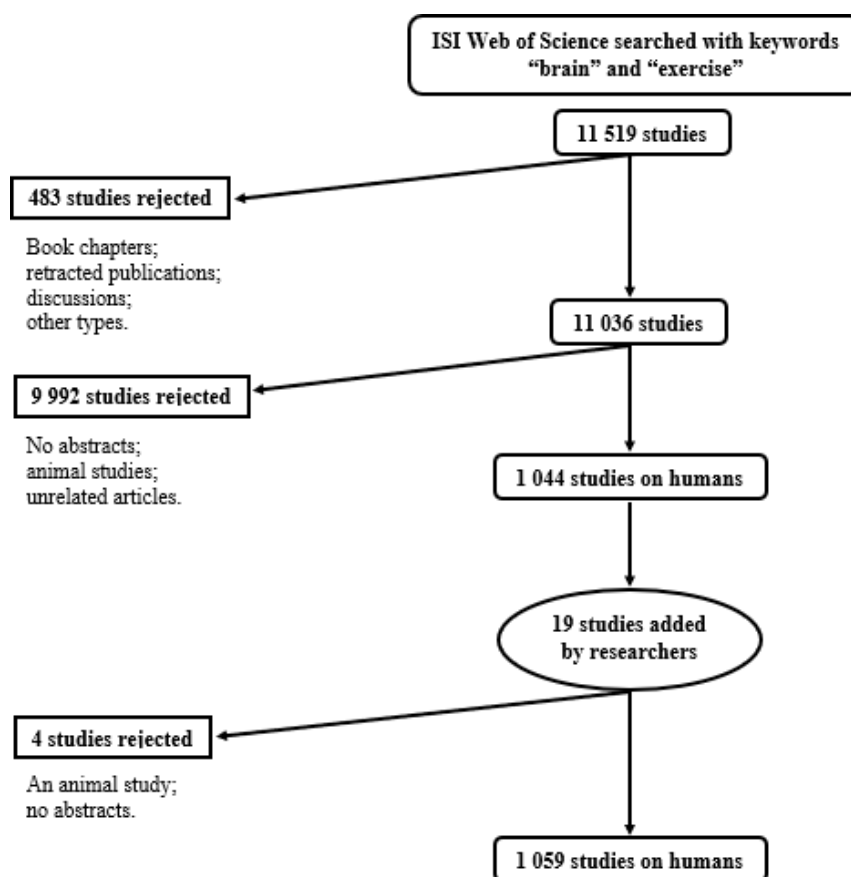 ISI Web of Science searched with keywords
“brain” and “exercise”
11 519 studies
483 studies rejected
Book chapters;
retracted publications;
discussions;
other types.
11 036 studies
9 992 studies rejected
No abstracts;
animal studies;
unrelated articles.
1 044 studies on humans
19 studies added
by researchers
4 studies rejected
An animal study;
no abstracts.
1 059 studies on humans